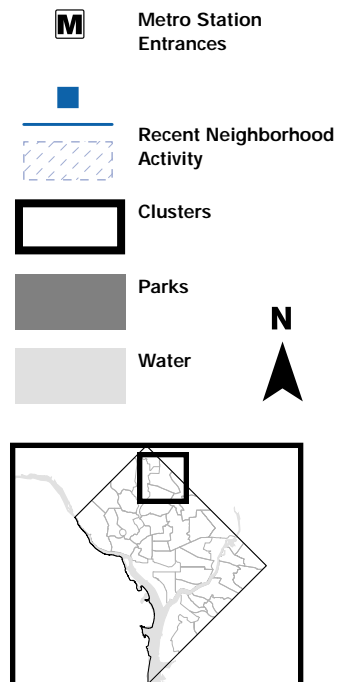 M
Metro Station
Entrances
Recent Neighborhood
Activity
Clusters
Parks
N
Water